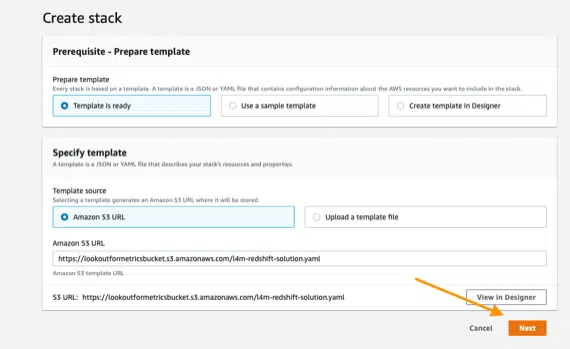 Create stack
Prerequisite - Prepare template
Prepare template
Every stack is based on a template. A template is a JSON or YAML file that contains configuration information about the AWS resources you want to include in the stack.
Template is ready
Use a sample template
Create template in Designer
Specify template
A template is a JSON or YAML file that describes your stack's resources and properties.
Template source
Selecting a template generates an Amazon S3 URL where it will be stored.
Amazon S3 URL
Upload a template file
Amazon S3 URL
https://lookoutformetricsbucket.s3.amazonaws.com/l4m-redshift-solution.yaml
Amazon S3 template URL
S3 URL: https://lookoutformetricsbucket.s3.amazonaws.com/l4m-redshift-solution.yaml
View in Designer
Cancel
Next